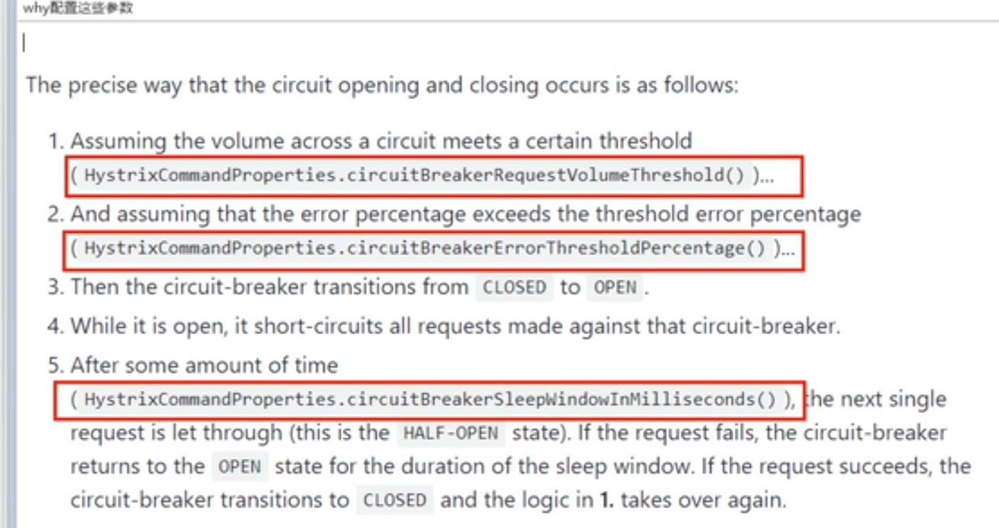 why配置这些参数
The precise way that the circuit opening and closing occurs is as follows:
1. Assuming the volume across a circuit meets a certain threshold
( HystrixCommandProperties.circuitBreakerRequestVolumeThreshold() )...
2. And assuming that the error percentage exceeds the threshold error percentage
( HystrixCommandProperties.circuitBreakerErrorThresholdPercentage() )...
3. Then the circuit-breaker transitions from CLOSED to OPEN .
4. While it is open, it short-circuits all requests made against that circuit-breaker.
5. After some amount of time
( HystrixCommandProperties.circuitBreakerSleepWindowInMilliseconds() ), the next single
request is let through (this is the HALF-OPEN state). If the request fails, the circuit-breaker
returns to the OPEN state for the duration of the sleep window. If the request succeeds, the
circuit-breaker transitions to CLOSED and the logic in 1. takes over again.